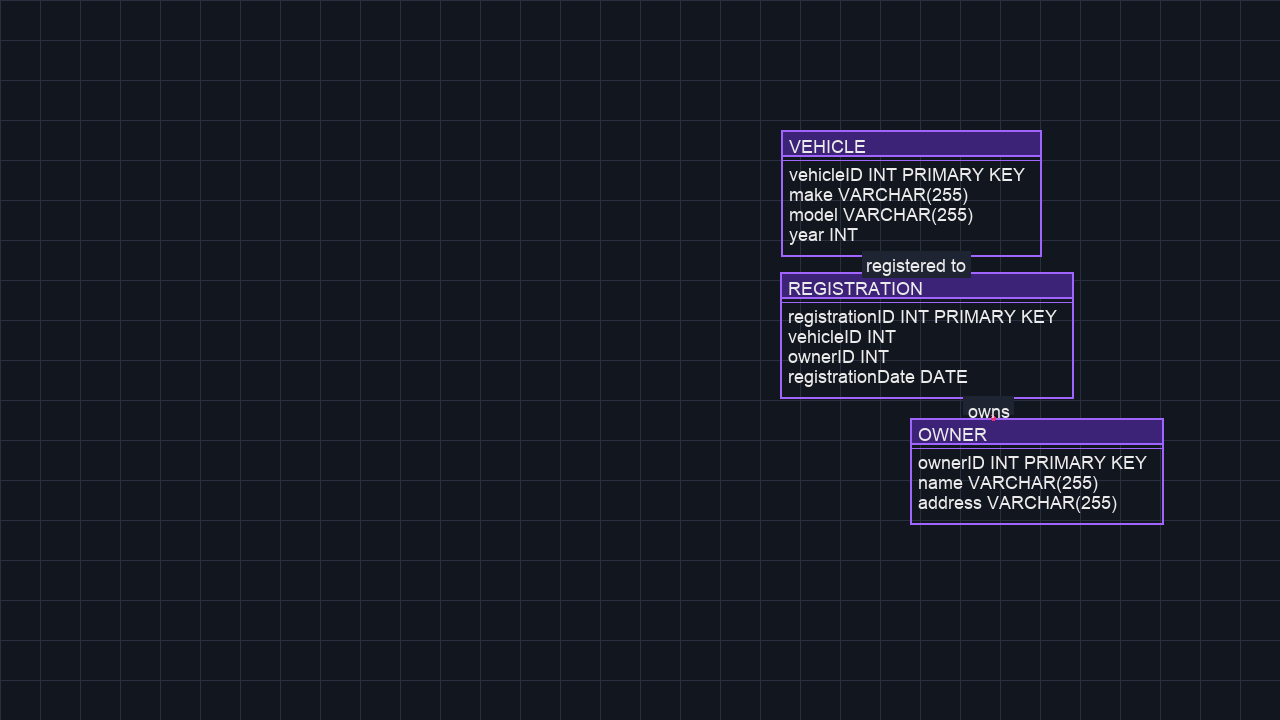 VEHICLE
vehicleID INT PRIMARY KEY
make VARCHAR(255)
model VARCHAR(255)
year INT
registered to
REGISTRATION
registrationID INT PRIMARY KEY
vehicleID INT
ownerID INT
registrationDate DATE
owns
OWNER
ownerID INT PRIMARY KEY
name VARCHAR(255)
address VARCHAR(255)